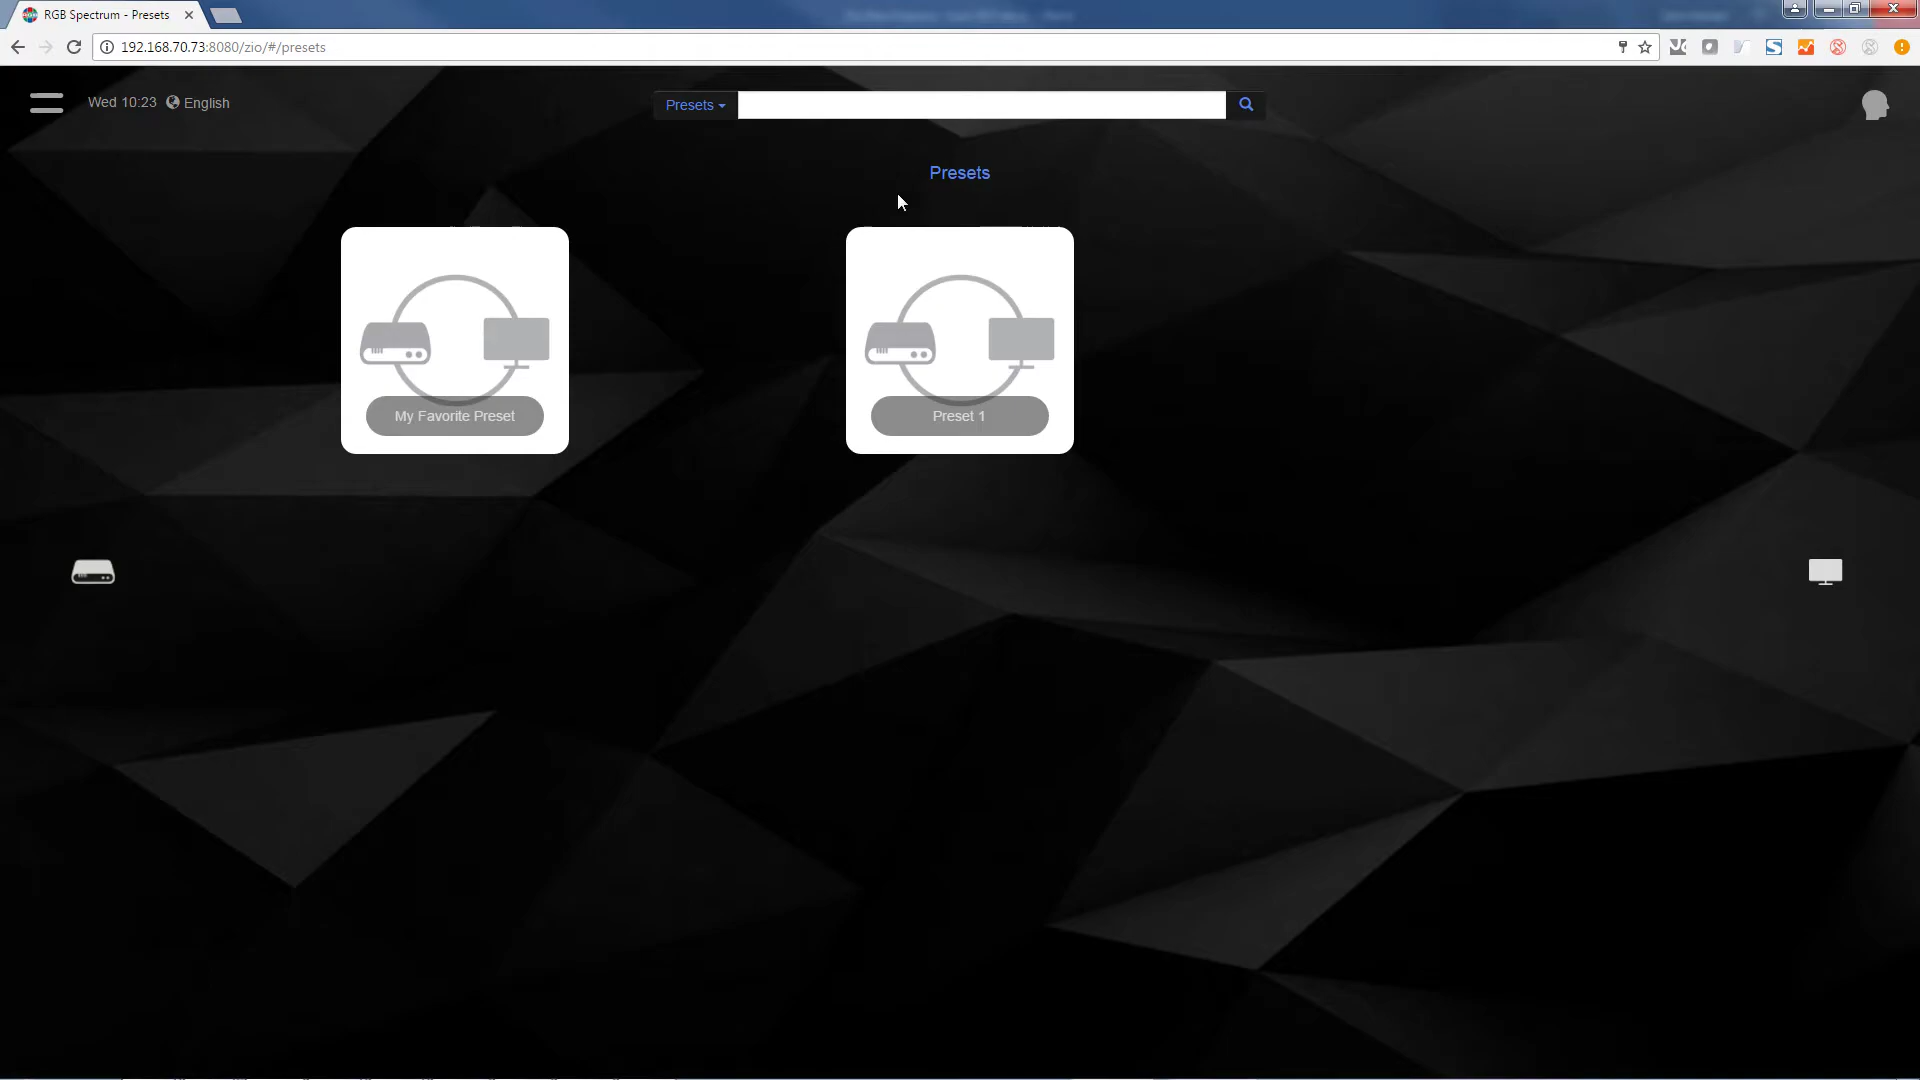 RGB Spectrum - Presets
192.168.70.73:8080/zio/#/presets
Wed 10:23 English
Presets
Presets
My Favorite Preset
Preset 1